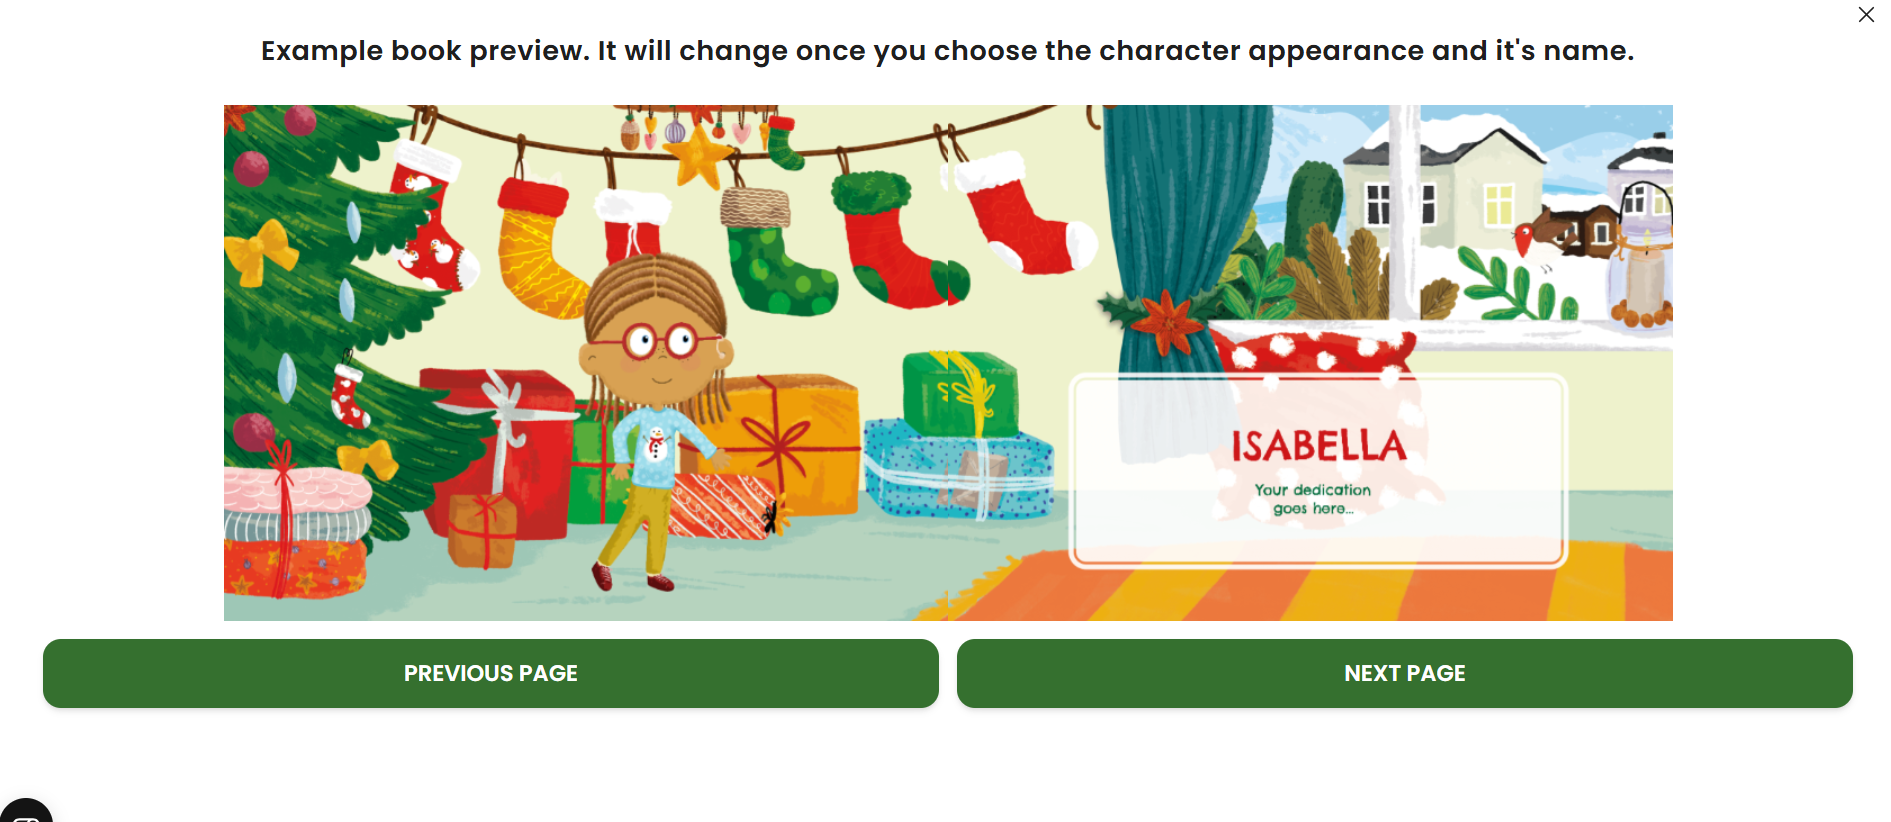 Example book preview. It will change once you choose the character appearance and it's name.
ISABELLA
Your dedication
goes here...
PREVIOUS PAGE
NEXT PAGE